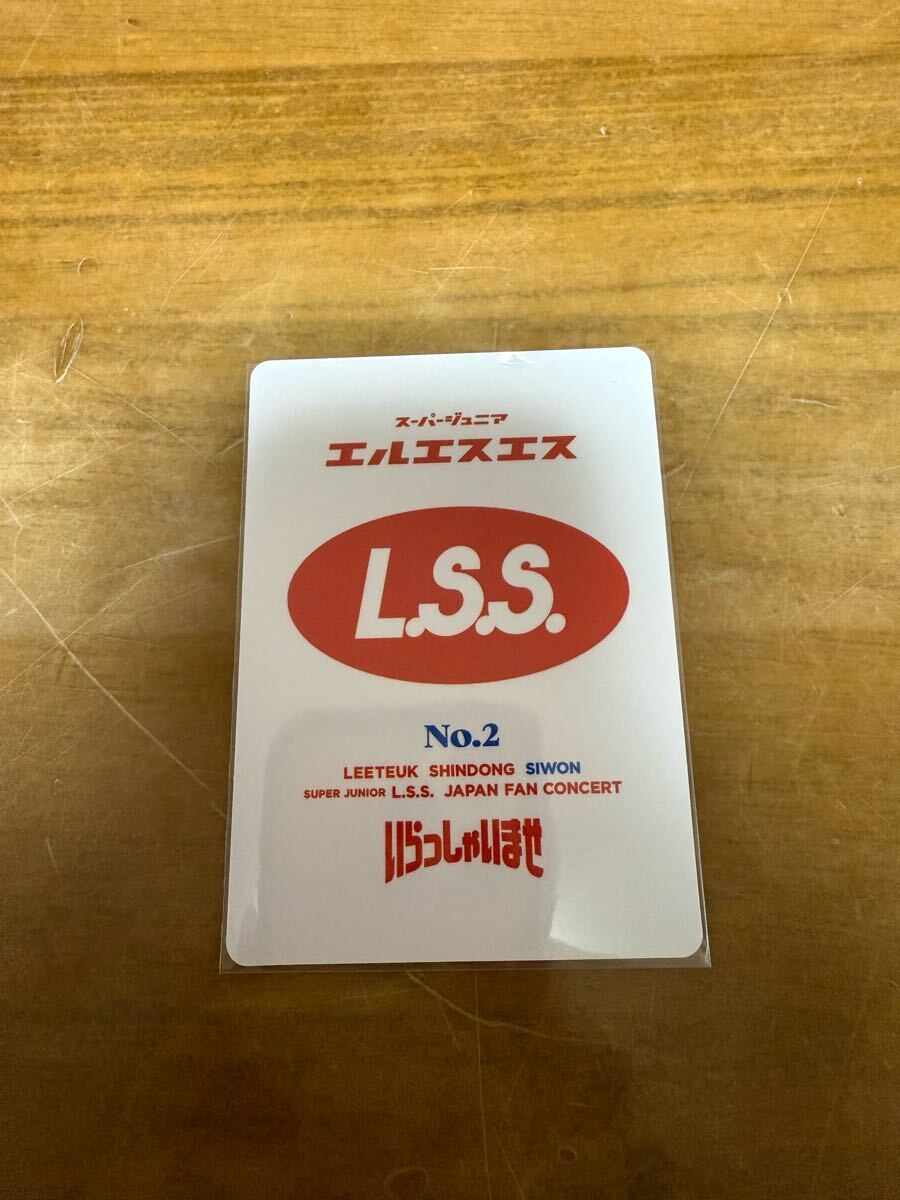 スーパージュニア
エルエスエス
L.S.S.
No.2
LEETEUK SHINDONG SIWON
SUPER JUNIOR L.S.S. JAPAN FAN CONCERT
いらっしゃいませ